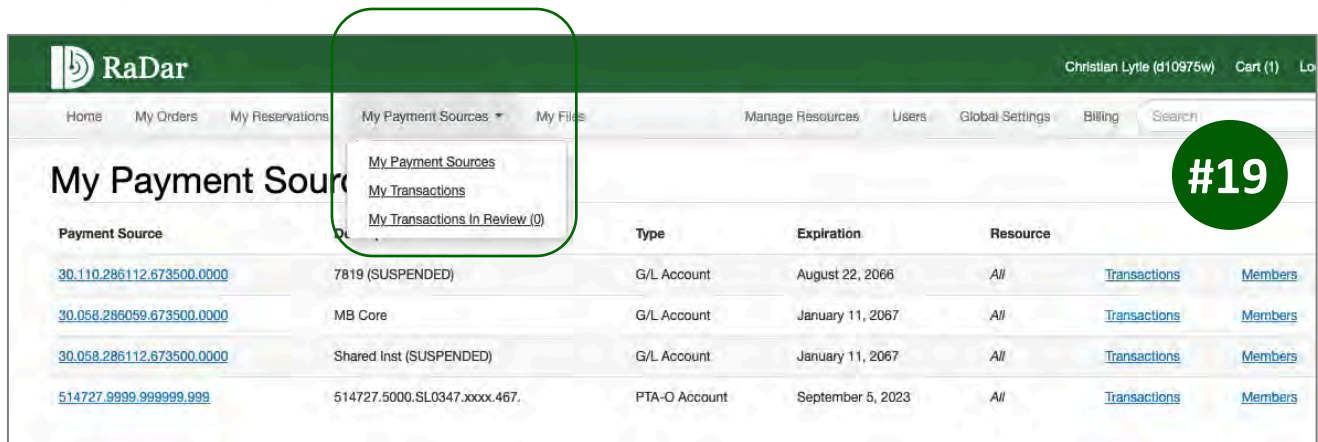 RaDar
Christian Lytle (d10975w) Cart (1)
Home My Orders My Reservations My Payment Sources My Files Manage Resources Users Global Settings Billing Search
My Payment Sources
My Transactions
My Transactions In Review (0)
My Payment
#19
Payment Source Type Expiration Resource
30.110.286112.673500.0000 7819 (SUSPENDED) G/L Account August 22, 2066 All Transactions Members
30.058.286059.673500.0000 MB Core G/L Account January 11, 2067 All Transactions Members
30.058.286112.673500.0000 Shared Inst (SUSPENDED) G/L Account January 11, 2067 All Transactions Members
514727.9999.999999.999 514727.5000.SL0347.xxxx.467. PTA-O Account September 5, 2023 All Transactions Members